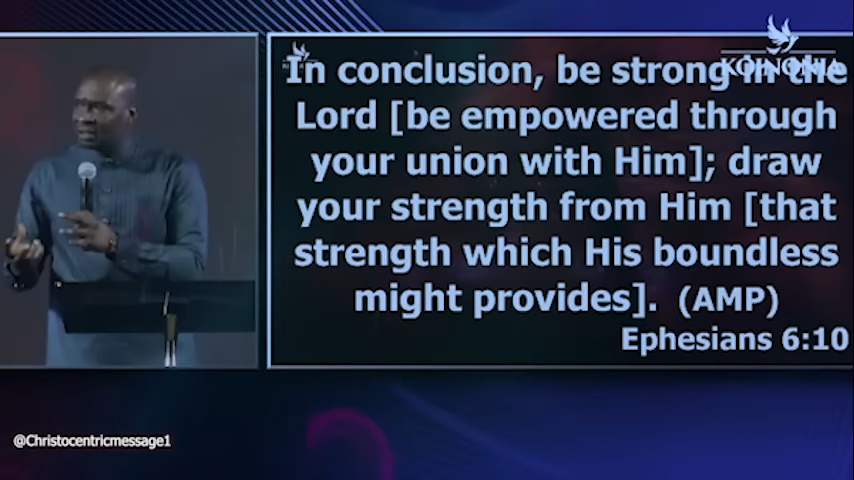 KOINONIA
In conclusion, be strong in the
Lord [be empowered through
your union with Him]; draw
your strength from Him [that
strength which His boundless
might provides].  (AMP)
Ephesians 6:10
@Christocentricmessage1